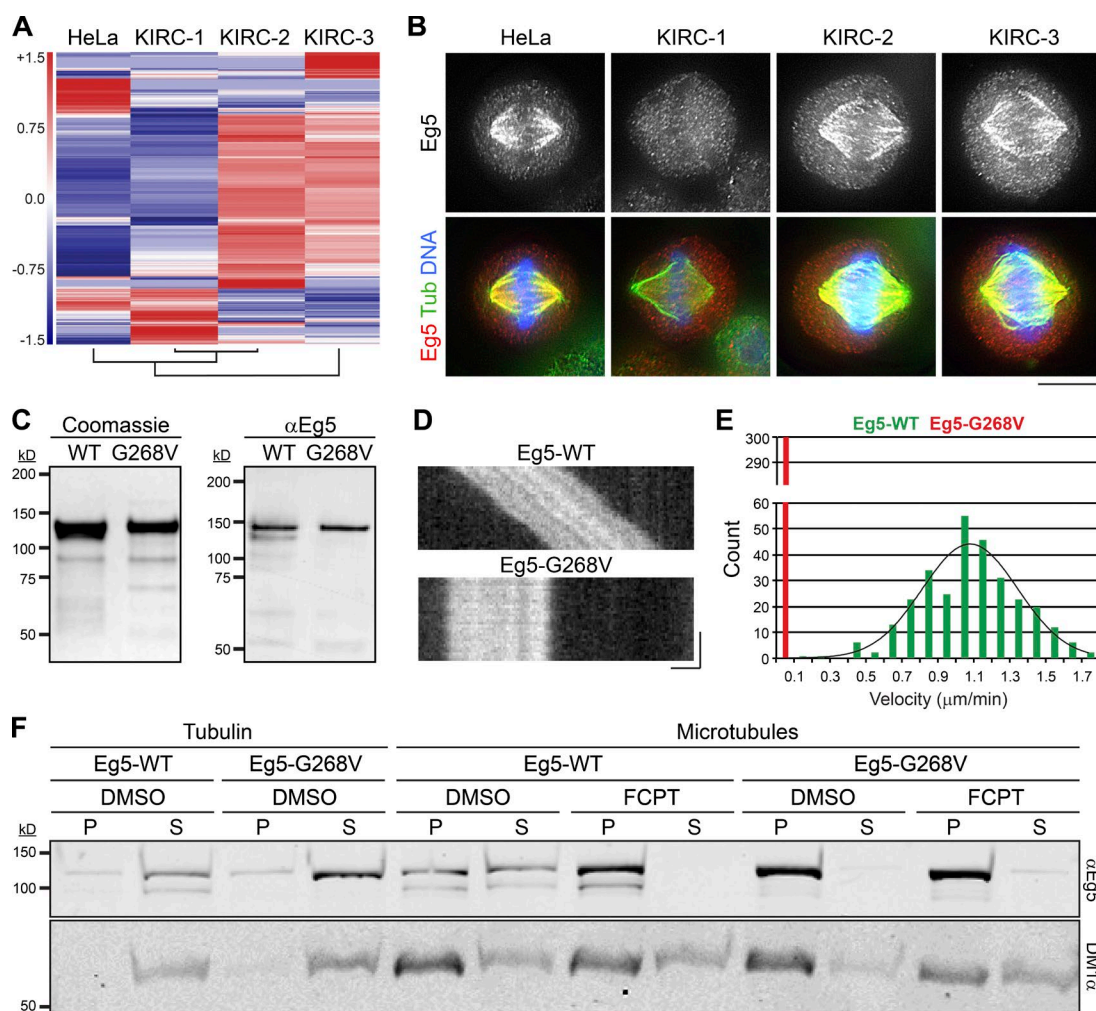 A
HeLa KIRC-1 KIRC-2 KIRC-3
+1.5
0.75
0.0
-0.75
-1.5
B
HeLa KIRC-1 KIRC-2 KIRC-3
Eg5
Eg5 Tub DNA
C
Coomassie
kD WT G268V
200
150
100
75
50
αEg5
kD WT G268V
200
150
100
75
50
D
Eg5-WT
Eg5-G268V
E
Eg5-WT Eg5-G268V
300
290
60
50
40
30
20
10
0
Count
0.1 0.3 0.5 0.7 0.9 1.1 1.3 1.5 1.7
Velocity (μm/min)
F
Tubulin Microtubules
Eg5-WT Eg5-G268V Eg5-WT Eg5-G268V
DMSO DMSO DMSO FCPT DMSO FCPT
kD P S P S P S P S P S P S
150
100
αEg5
50
DM1α